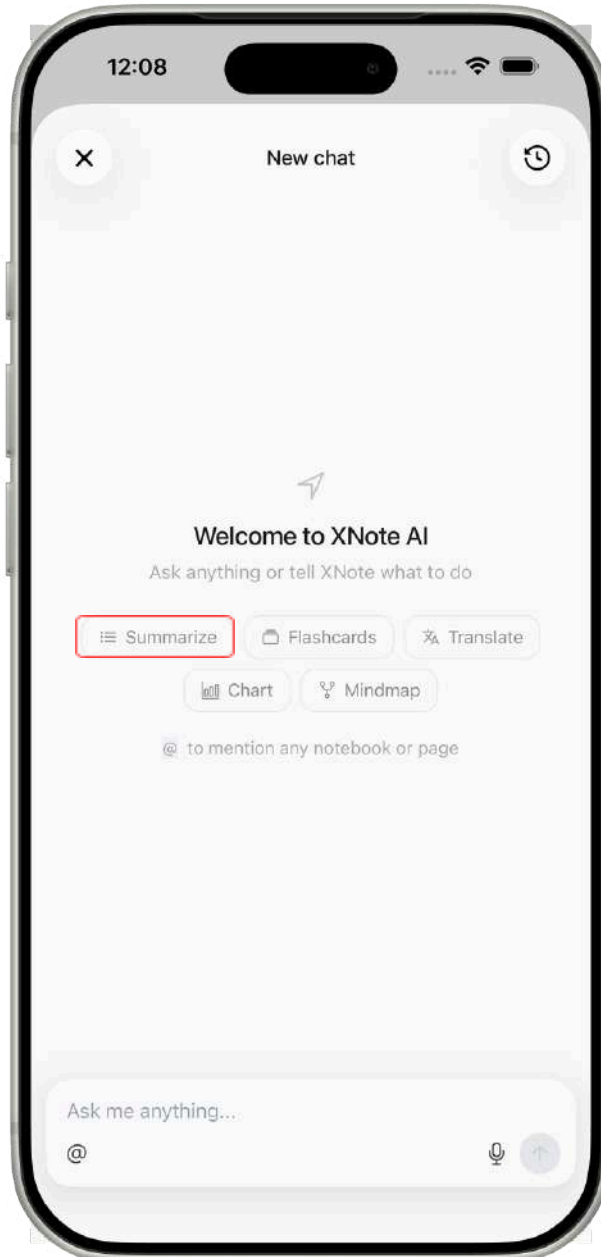 12:08
New chat
Welcome to XNote AI
Ask anything or tell XNote what to do
Summarize
Flashcards
Translate
Chart
Mindmap
@ to mention any notebook or page
Ask me anything...
@